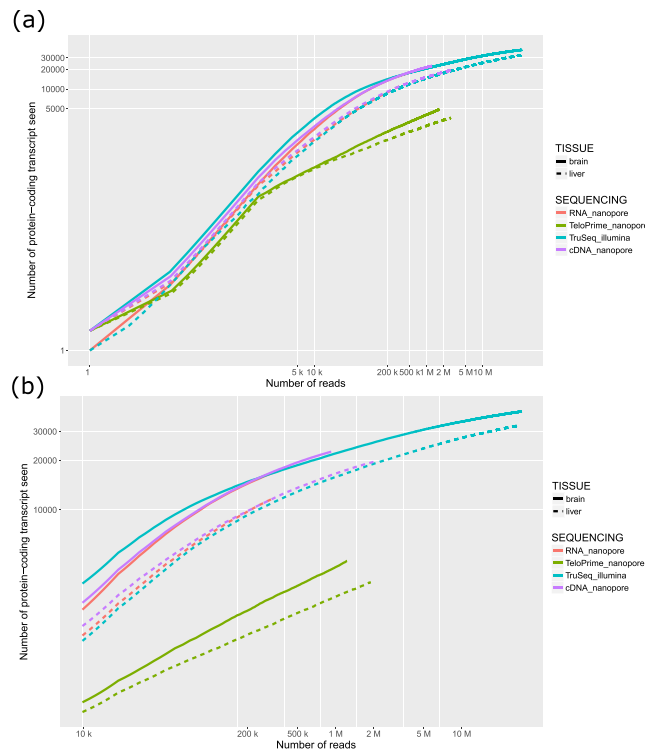 (a)
30000
20000
10000
5000
1
Number of protein−coding transcript seen
1
5 k 10 k
200 k 500 k1 M 2 M
5 M10 M
Number of reads
TISSUE
brain
liver
SEQUENCING
RNA_nanopore
TeloPrime_nanopore
TruSeq_illumina
cDNA_nanopore
(b)
30000
20000
10000
Number of protein−coding transcript seen
10 k
200 k
500 k
1 M
2 M
5 M
10 M
Number of reads
TISSUE
brain
liver
SEQUENCING
RNA_nanopore
TeloPrime_nanopore
TruSeq_illumina
cDNA_nanopore